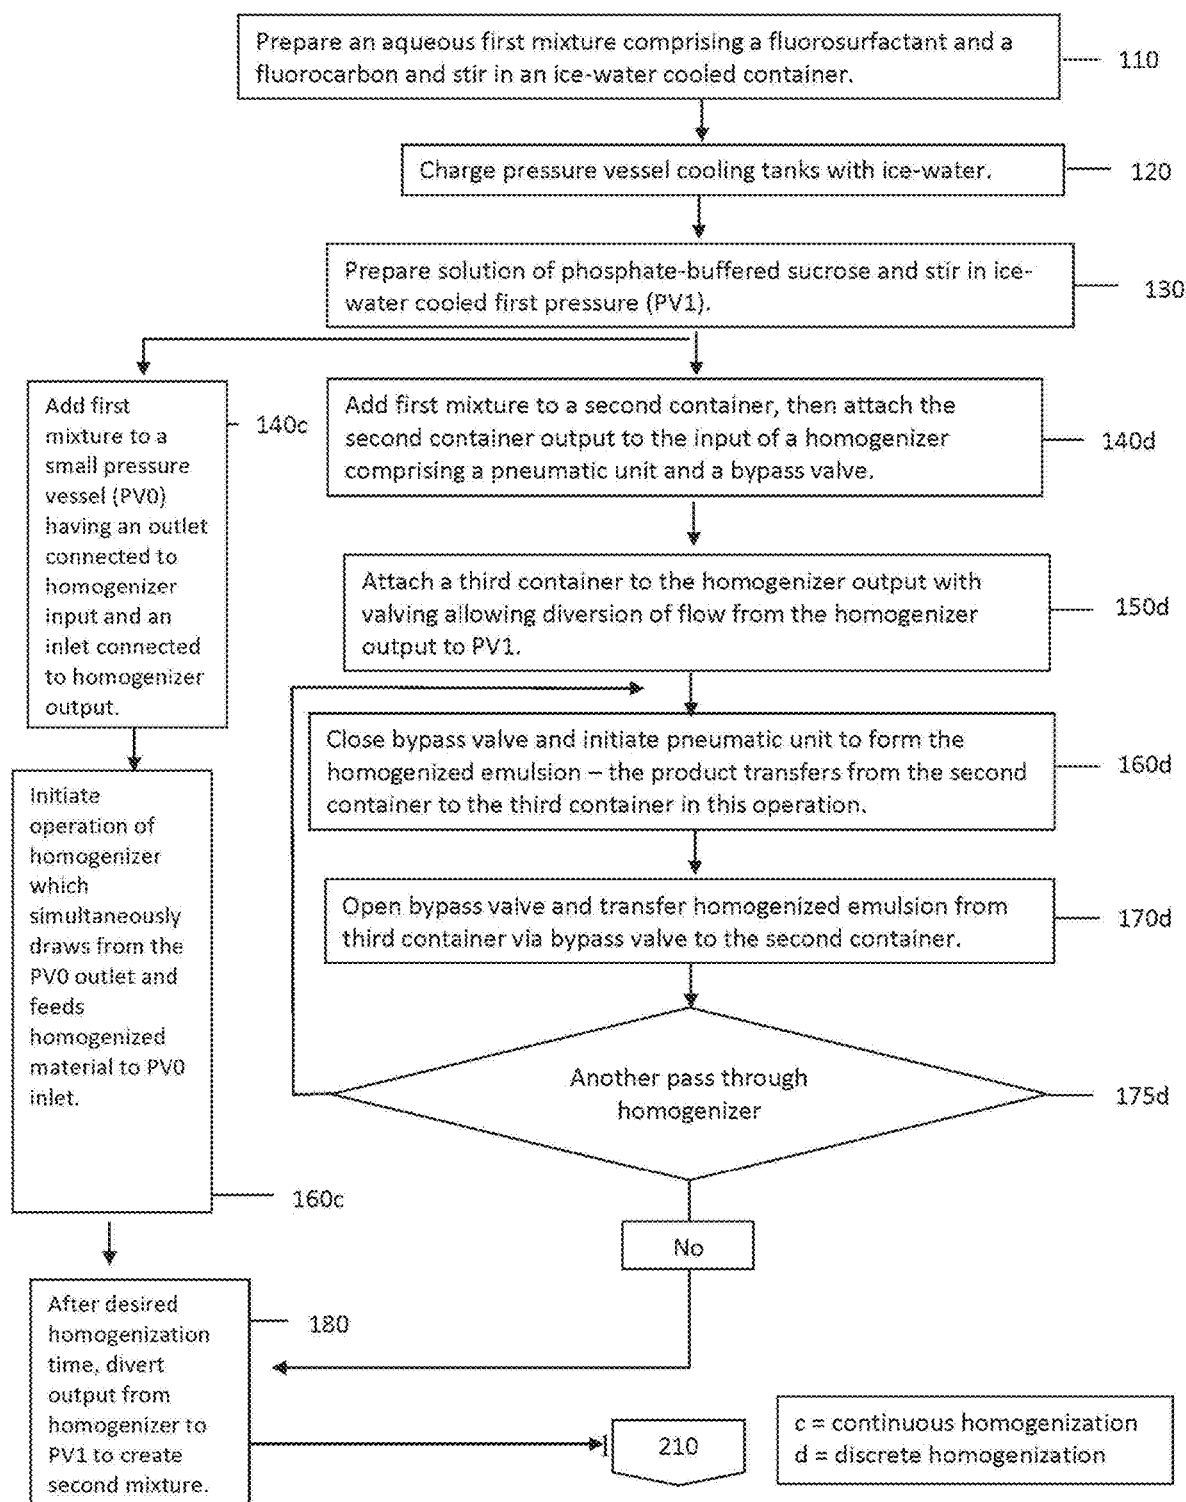 Prepare an aqueous first mixture comprising a fluorosurfactant and a
fluorocarbon and stir in an ice-water cooled container.
110
Charge pressure vessel cooling tanks with ice-water.
120
Prepare solution of phosphate-buffered sucrose and stir in ice-
water cooled first pressure (PV1).
130
Add first
mixture to a
small pressure
vessel (PV0)
having an outlet
connected to
homogenizer
input and an
inlet connected
to homogenizer
output.
140c
Add first mixture to a second container, then attach the
second container output to the input of a homogenizer
comprising a pneumatic unit and a bypass valve.
140d
Attach a third container to the homogenizer output with
valving allowing diversion of flow from the homogenizer
output to PV1.
150d
Close bypass valve and initiate pneumatic unit to form the
homogenized emulsion – the product transfers from the second
container to the third container in this operation.
160d
Initiate
operation of
homogenizer
which
simultaneously
draws from the
PV0 outlet and
feeds
homogenized
material to PV0
inlet.
160c
Open bypass valve and transfer homogenized emulsion from
third container via bypass valve to the second container.
170d
Another pass through
homogenizer
175d
No
After desired
homogenization
time, divert
output from
homogenizer to
PV1 to create
second mixture.
180
210
c = continuous homogenization
d = discrete homogenization